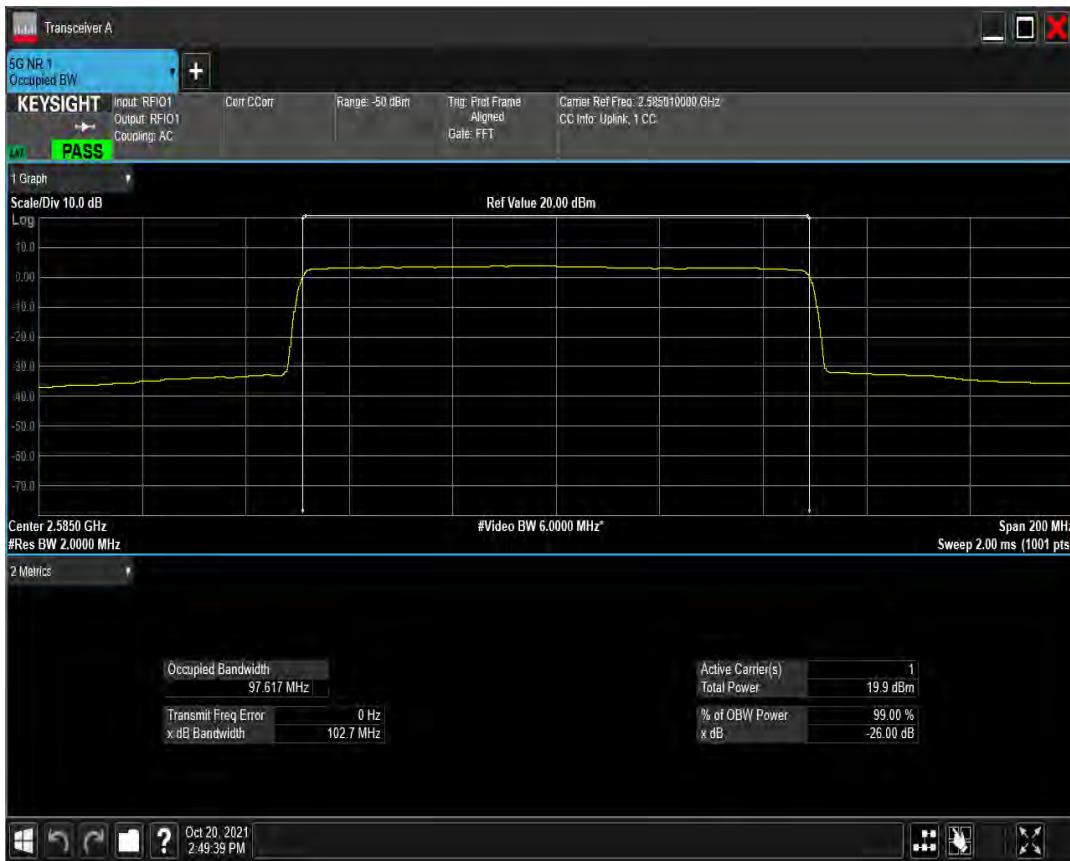 Transceiver A
5G NR 1
Occupied BW
+
KEYSIGHT
Input: RFIO1
Output: RFIO1
Coupling: AC
Corr CCorr
Range: -50 dBm
Trig: Prot Frame
Aligned
Gate: FFT
Carrier Ref Freq: 2.585010000 GHz
CC Info: Uplink, 1 CC
PASS
1 Graph
Scale/Div 10.0 dB
Ref Value 20.00 dBm
Log
10.0
0.00
-10.0
-20.0
-30.0
-40.0
-50.0
-60.0
-70.0
Center 2.5850 GHz
#Video BW 6.0000 MHz*
Span 200 MHz
#Res BW 2.0000 MHz
Sweep 2.00 ms (1001 pts
2 Metrics
Occupied Bandwidth
97.617 MHz
Transmit Freq Error 0 Hz
x dB Bandwidth 102.7 MHz
Active Carrier(s) 1
Total Power 19.9 dBm
% of OBW Power 99.00 %
x dB -26.00 dB
?
Oct 20, 2021
2:49:39 PM